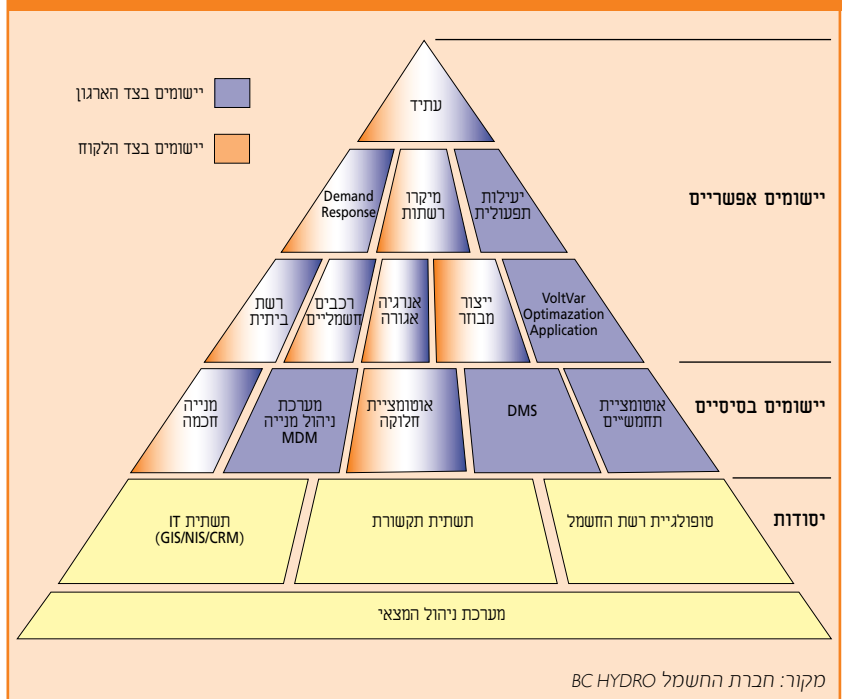 עתיד
יישומים בצד הארגון
יישומים בצד הלקוח
יישומים אפשריים
יעילות
תפעולית
מיקרו
רשתות
Demand
Response
VoltVar
Optimazation
Application
ייצור
מבוזר
אנרגיה
אגורה
רכבים
חשמליים
רשת
ביתית
יישומים בסיסיים
אוטומציית
תחמשיים
DMS
אוטומציית
חלוקה
מערכת
ניהול מנייה
MDM
מנייה
חכמה
יסודות
טופולגיית רשת החשמל
תשתית תקשורת
תשתית IT
(GIS/NIS/CRM)
מערכת ניהול המצאי
מקור: חברת החשמל BC HYDRO